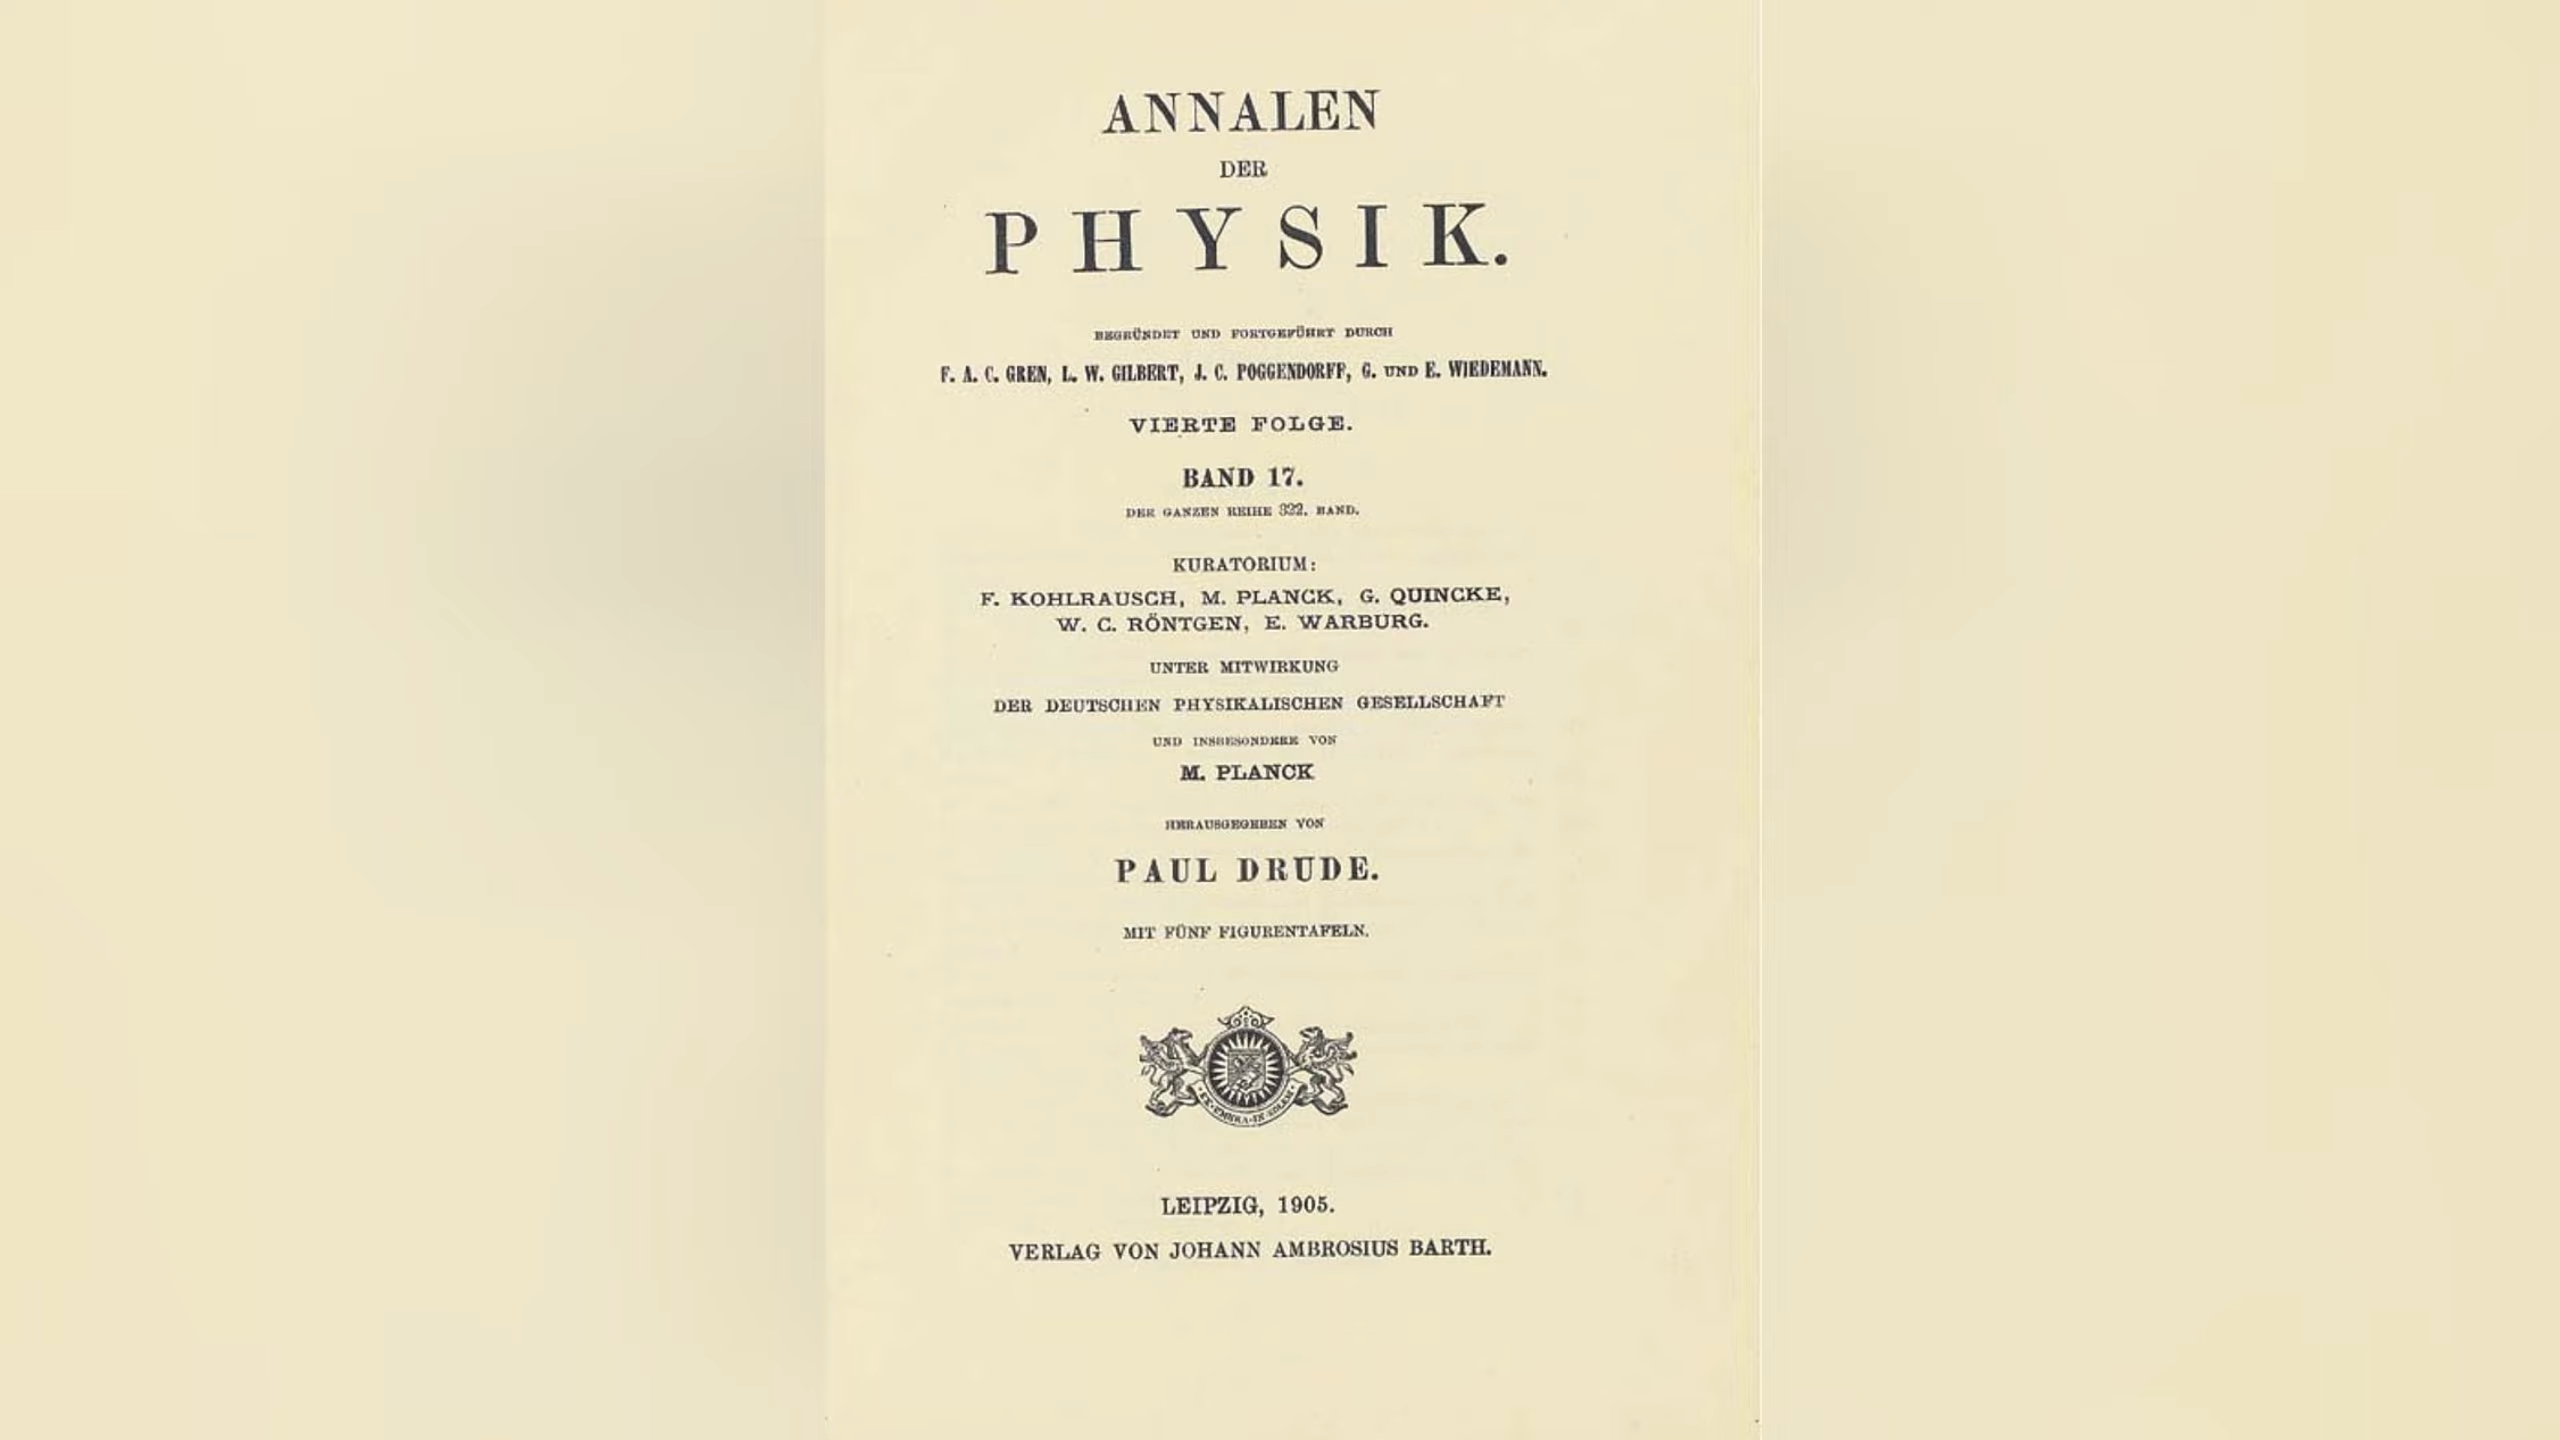 ANNALEN
DER
PHYSIK.
BEGRÜNDET UND FORTGEFÜHRT DURCH
F. A. C. GREN, L. W. GILBERT, J. C. POGGENDORFF, G. UND E. WIEDEMANN.
VIERTE FOLGE.
BAND 17.
DER GANZEN REIHE 322. BAND.
KURATORIUM:
F. KOHLRAUSCH, M. PLANCK, G. QUINCKE,
W. C. RÖNTGEN, E. WARBURG.
UNTER MITWIRKUNG
DER DEUTSCHEN PHYSIKALISCHEN GESELLSCHAFT
UND INSBESONDERE VON
M. PLANCK
HERAUSGEGEBEN VON
PAUL DRUDE.
MIT FÜNF FIGURENTAFELN.
LEIPZIG, 1905.
VERLAG VON JOHANN AMBROSIUS BARTH.